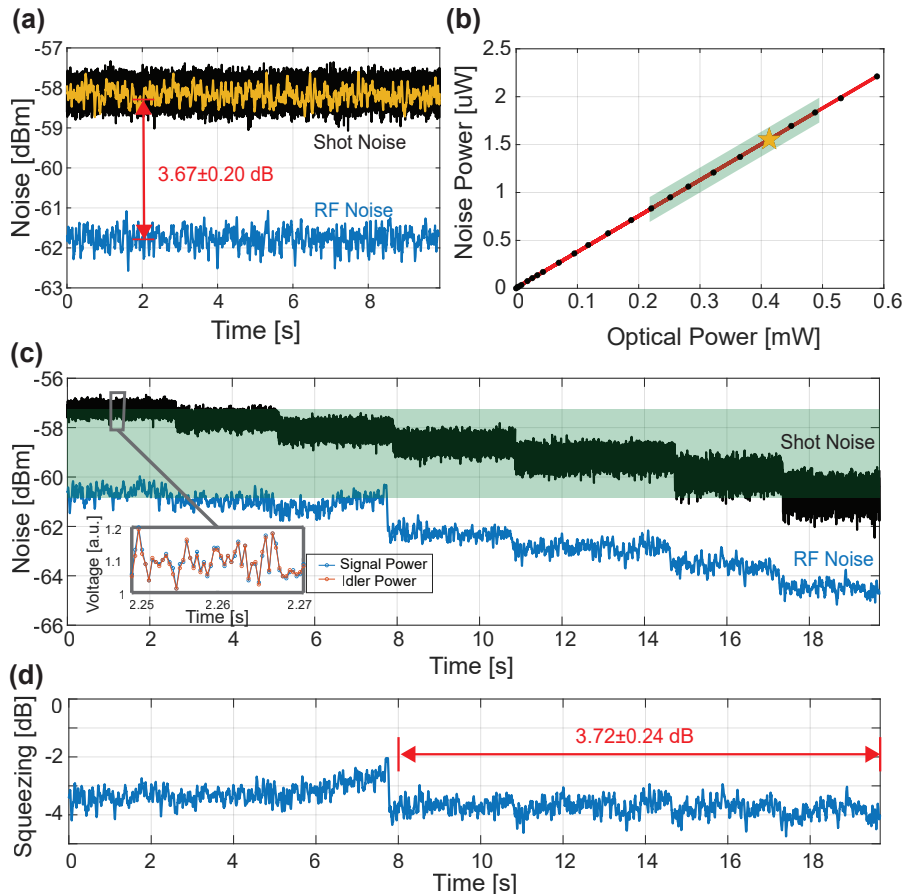 (a)
-57
-58
-59
-60
-61
-62
-63
Noise [dBm]
Shot Noise
3.67±0.20 dB
RF Noise
0 2 4 6 8
Time [s]
(b)
2.5
2
1.5
1
0.5
0
Noise Power [uW]
0 0.1 0.2 0.3 0.4 0.5 0.6
Optical Power [mW]
(c)
-56
-58
-60
-62
-64
-66
Noise [dBm]
Shot Noise
RF Noise
1.2
1.1
1
Voltage [a.u.]
2.25 2.26 2.27
Time [s]
Signal Power
Idler Power
0 2 4 6 8 10 12 14 16 18
Time [s]
(d)
0
-2
-4
5
Squeezing [dB]
3.72±0.24 dB
0 2 4 6 8 10 12 14 16 18
Time [s]